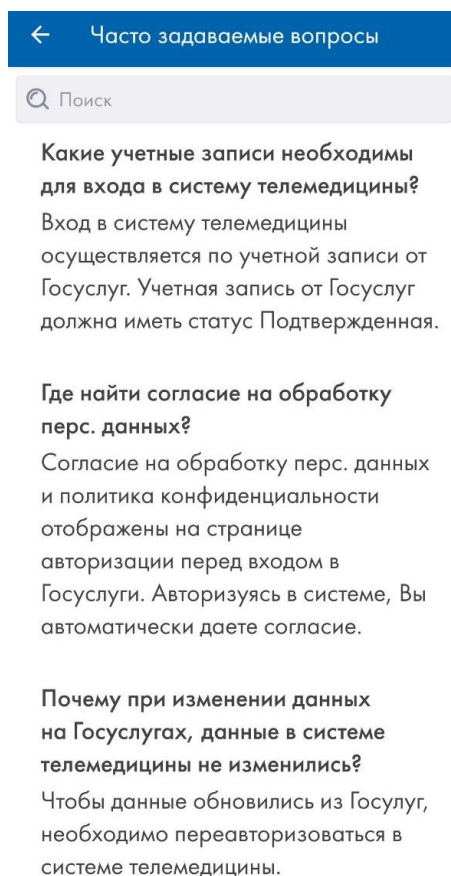 Часто задаваемые вопросы
Поиск
Какие учетные записи необходимы
для входа в систему телемедицины?
Вход в систему телемедицины
осуществляется по учетной записи от
Госуслуг. Учетная запись от Госуслуг
должна иметь статус Подтвержденная.
Где найти согласие на обработку
перс. данных?
Согласие на обработку перс. данных
и политика конфиденциальности
отображены на странице
авторизации перед входом в
Госуслуги. Авторизуясь в системе, Вы
автоматически даете согласие.
Почему при изменении данных
на Госуслугах, данные в системе
телемедицины не изменились?
Чтобы данные обновились из Госулуг,
необходимо переавторизоваться в
системе телемедицины.